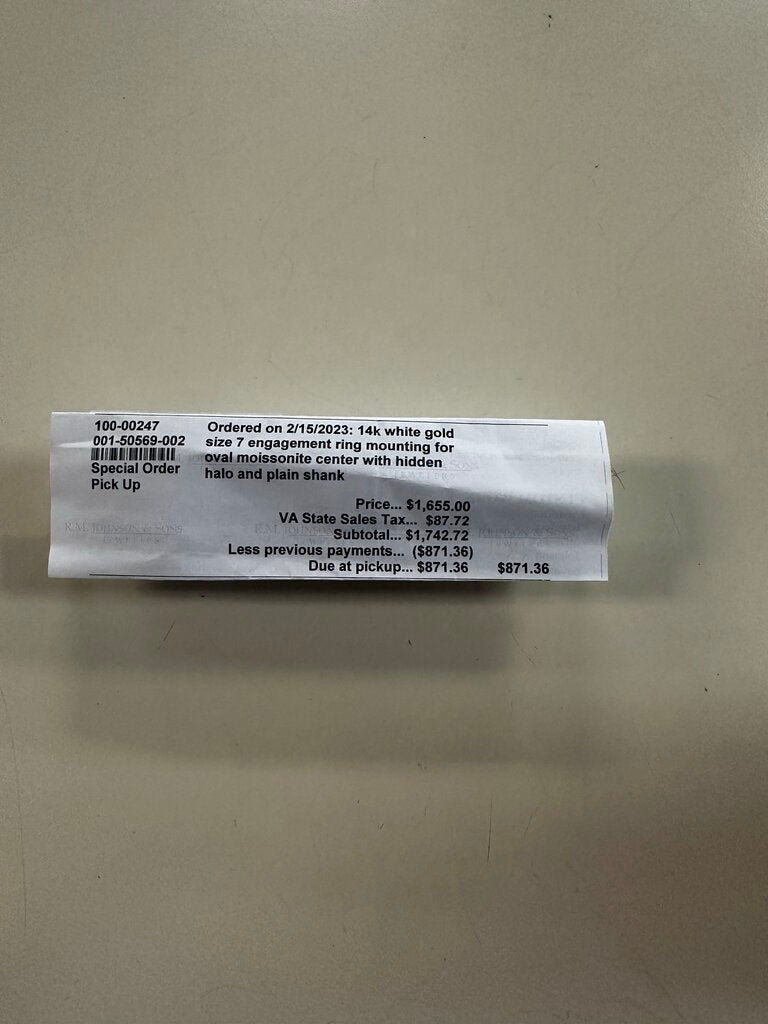 100-00247
001-50569-002
Special Order
Pick Up
Ordered on 2/15/2023: 14k white gold
size 7 engagement ring mounting for
oval moissonite center with hidden
halo and plain shank
Price... $1,655.00
VA State Sales Tax... $87.72
Subtotal... $1,742.72
Less previous payments... ($871.36)
Due at pickup... $871.36 $871.36
R.M. JOHNSON & SONS
JEWELERS